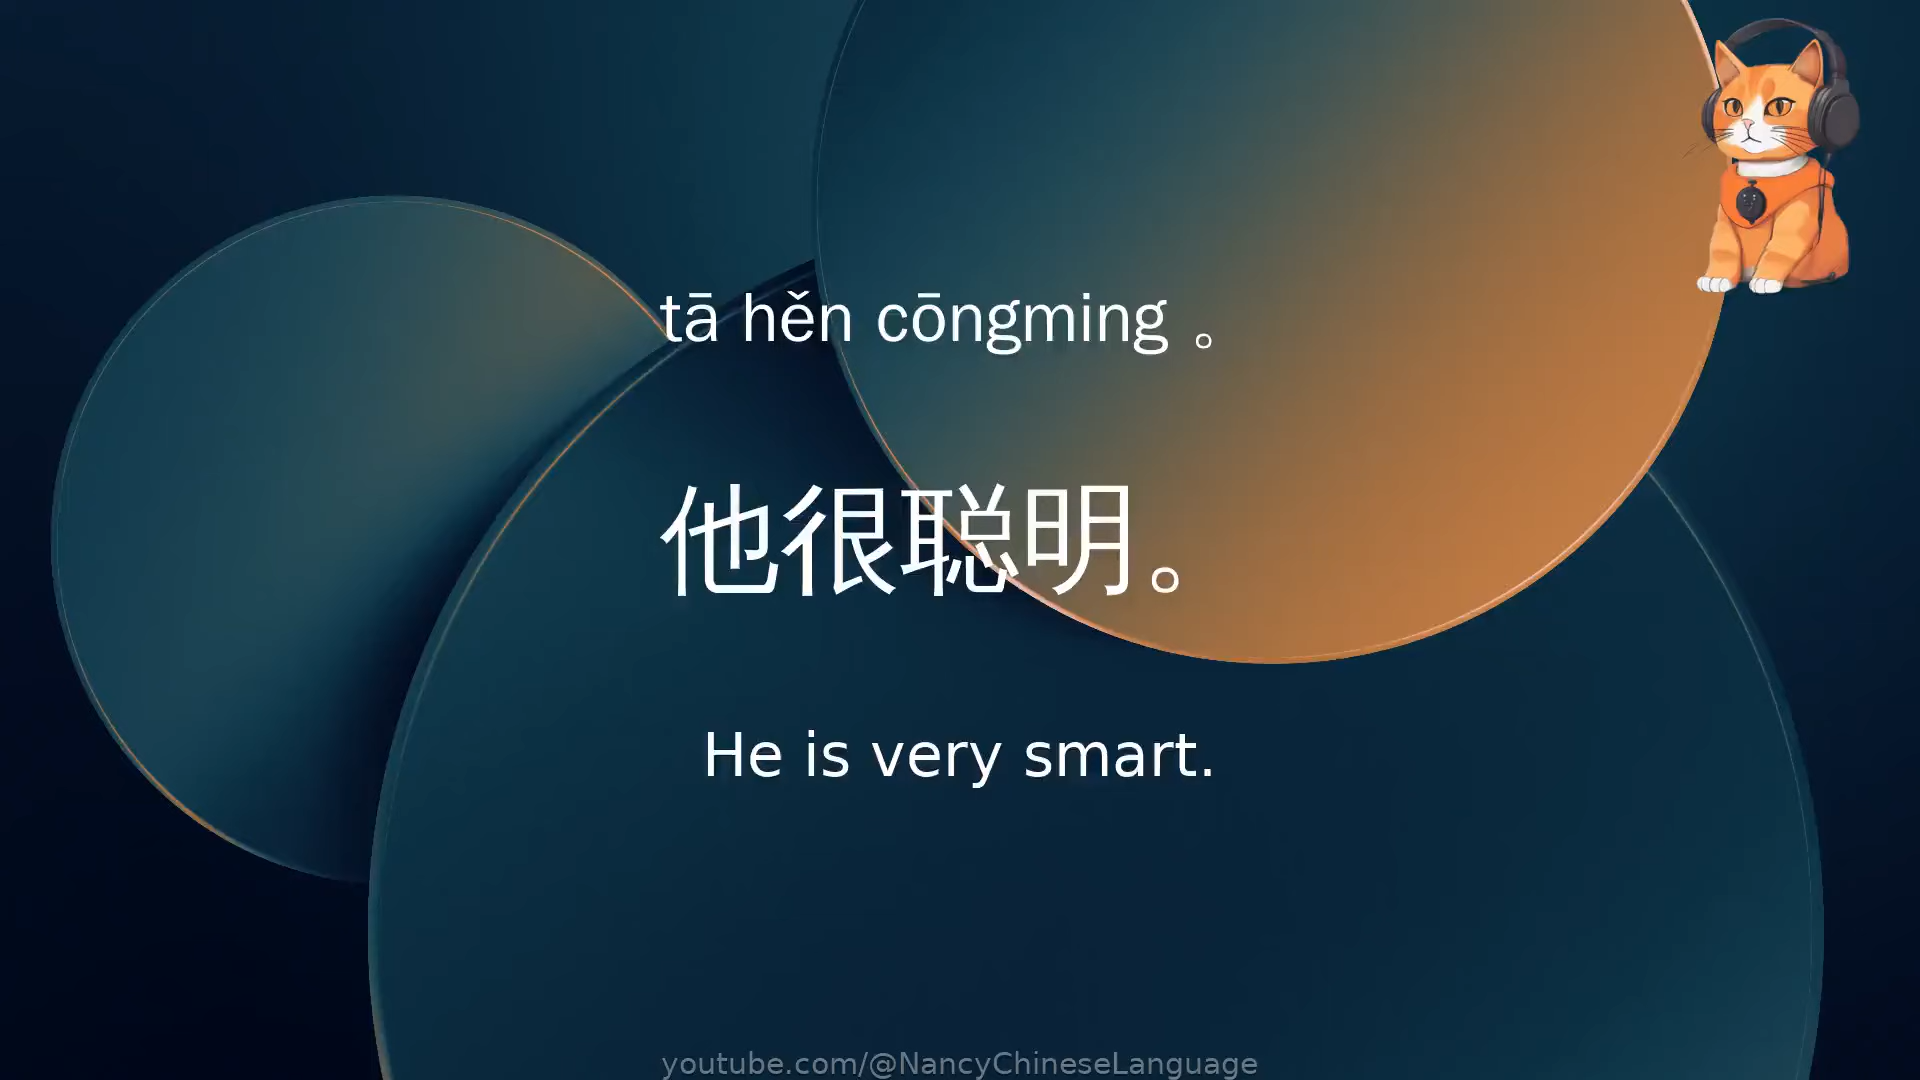 tā hěn cōngming 。
他很聪明。
He is very smart.
youtube.com/@NancyChineseLanguage